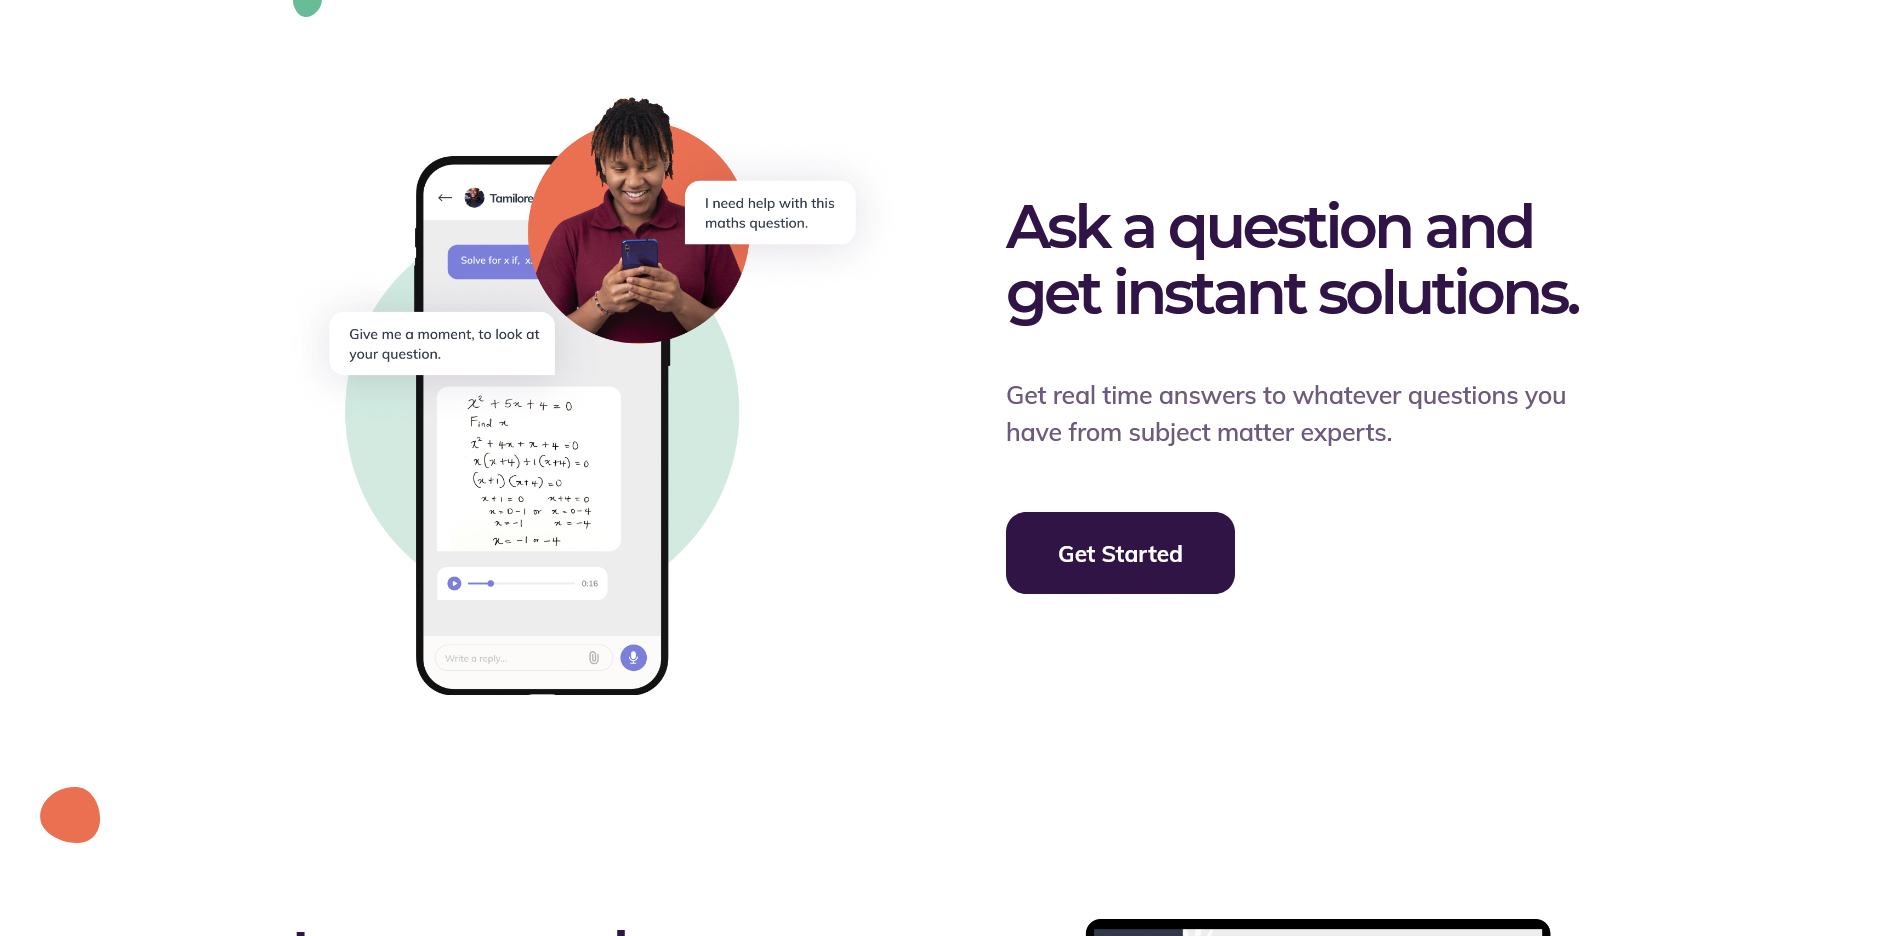 Tamilore
I need help with this
maths question.
Solve for x if, x
Give me a moment, to look at
your question.
x² + 5x + 4 = 0
Find x
x² + 4x + x + 4 = 0
x(x+4) + 1(x+4) = 0
(x+1) (x+4) = 0
x + 1 = 0 x + 4 = 0
x = 0 - 1 or x = 0 - 4
x = -1 x = -4
x = -1 or -4
0:16
Write a reply...
Ask a question and
get instant solutions.
Get real time answers to whatever questions you
have from subject matter experts.
Get Started